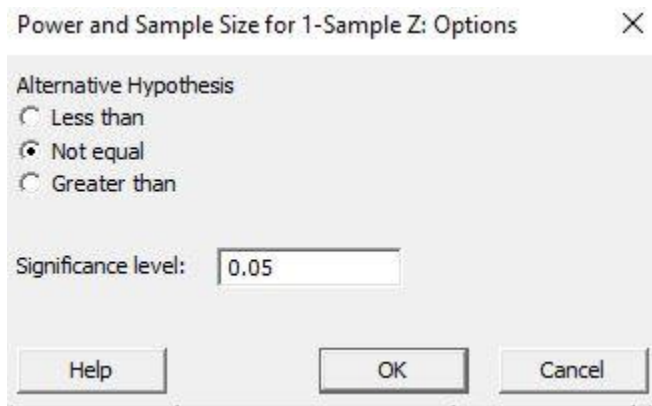 Power and Sample Size for 1-Sample Z: Options
Alternative Hypothesis
Less than
Not equal
Greater than
Significance level: 0.05
Help OK Cancel